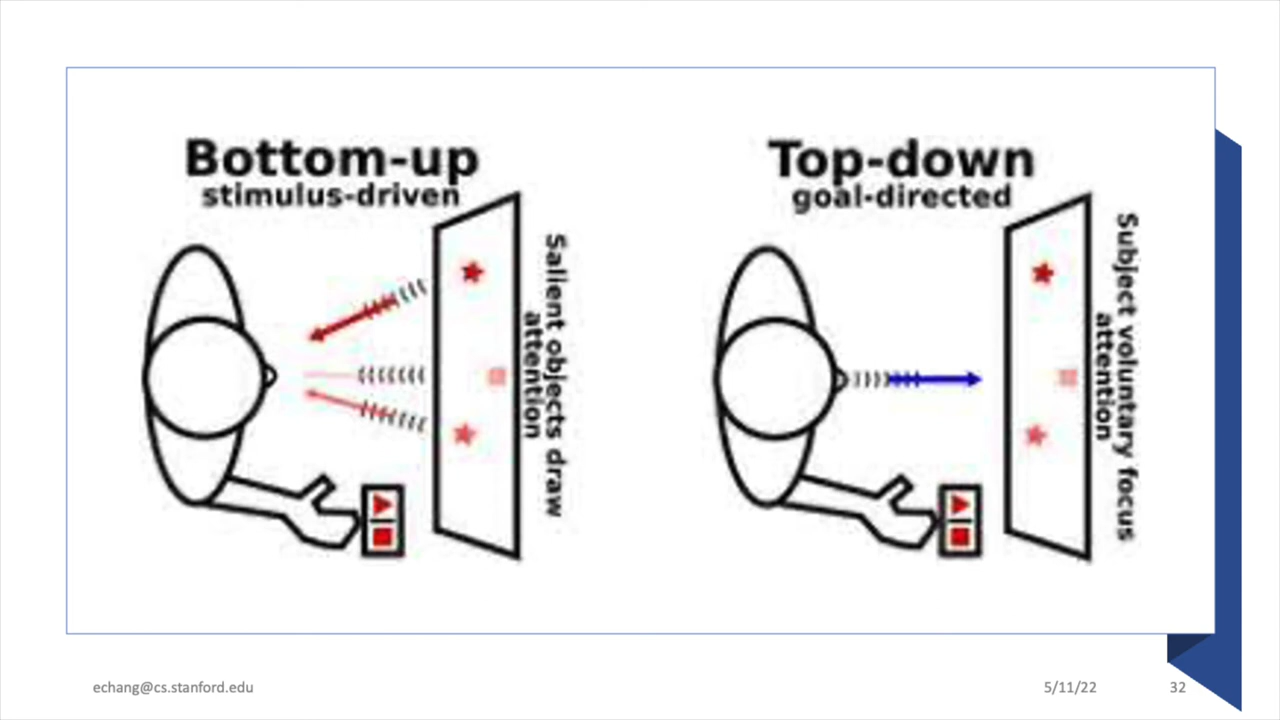 Bottom-up
stimulus-driven
Salient objects draw
attention
Top-down
goal-directed
Subject voluntary focus
attention
echang@cs.stanford.edu
5/11/22
32